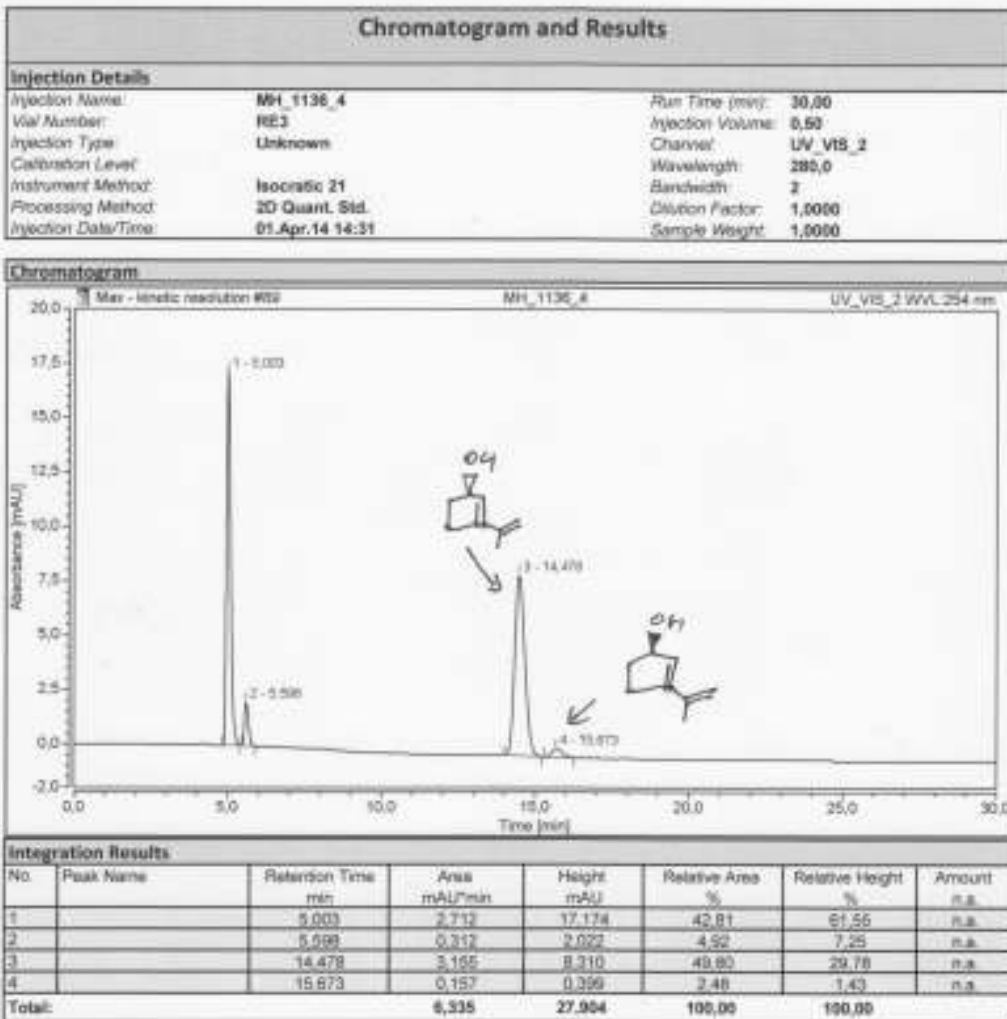 Chromatogram and Results
Injection Details
Injection Name: MH_1136_4 Run Time (min): 30,00
Vial Number: RE3 Injection Volume: 0,50
Injection Type: Unknown Channel: UV_VIS_2
Calibration Level: Wavelength: 280,0
Instrument Method: Isocratic 21 Bandwidth: 2
Processing Method: 2D Quant. Std. Dilution Factor: 1,0000
Injection Date/Time: 01.Apr.14 14:31 Sample Weight: 1,0000
Chromatogram
Max - kinetic resolution MH_1136_4 UV_VIS_2 WVL:254 nm
20,0
17,5
15,0
12,5
10,0
7,5
5,0
2,5
0,0
-2,0
Absorbance [mAU]
1 - 5,003
2 - 5,598
OH
3 - 14,478
OH
4 - 15,673
0,0 5,0 10,0 15,0 20,0 25,0 30,0
Time [min]
Integration Results
No. Peak Name Retention Time Area Height Relative Area Relative Height Amount
min mAU*min mAU % % n.a.
1 5,003 2,712 17,174 42,81 61,55 n.a.
2 5,598 0,312 2,022 4,92 7,25 n.a.
3 14,478 3,155 8,310 49,80 29,78 n.a.
4 15,673 0,157 0,399 2,48 1,43 n.a.
Total: 6,335 27,904 100,00 100,00